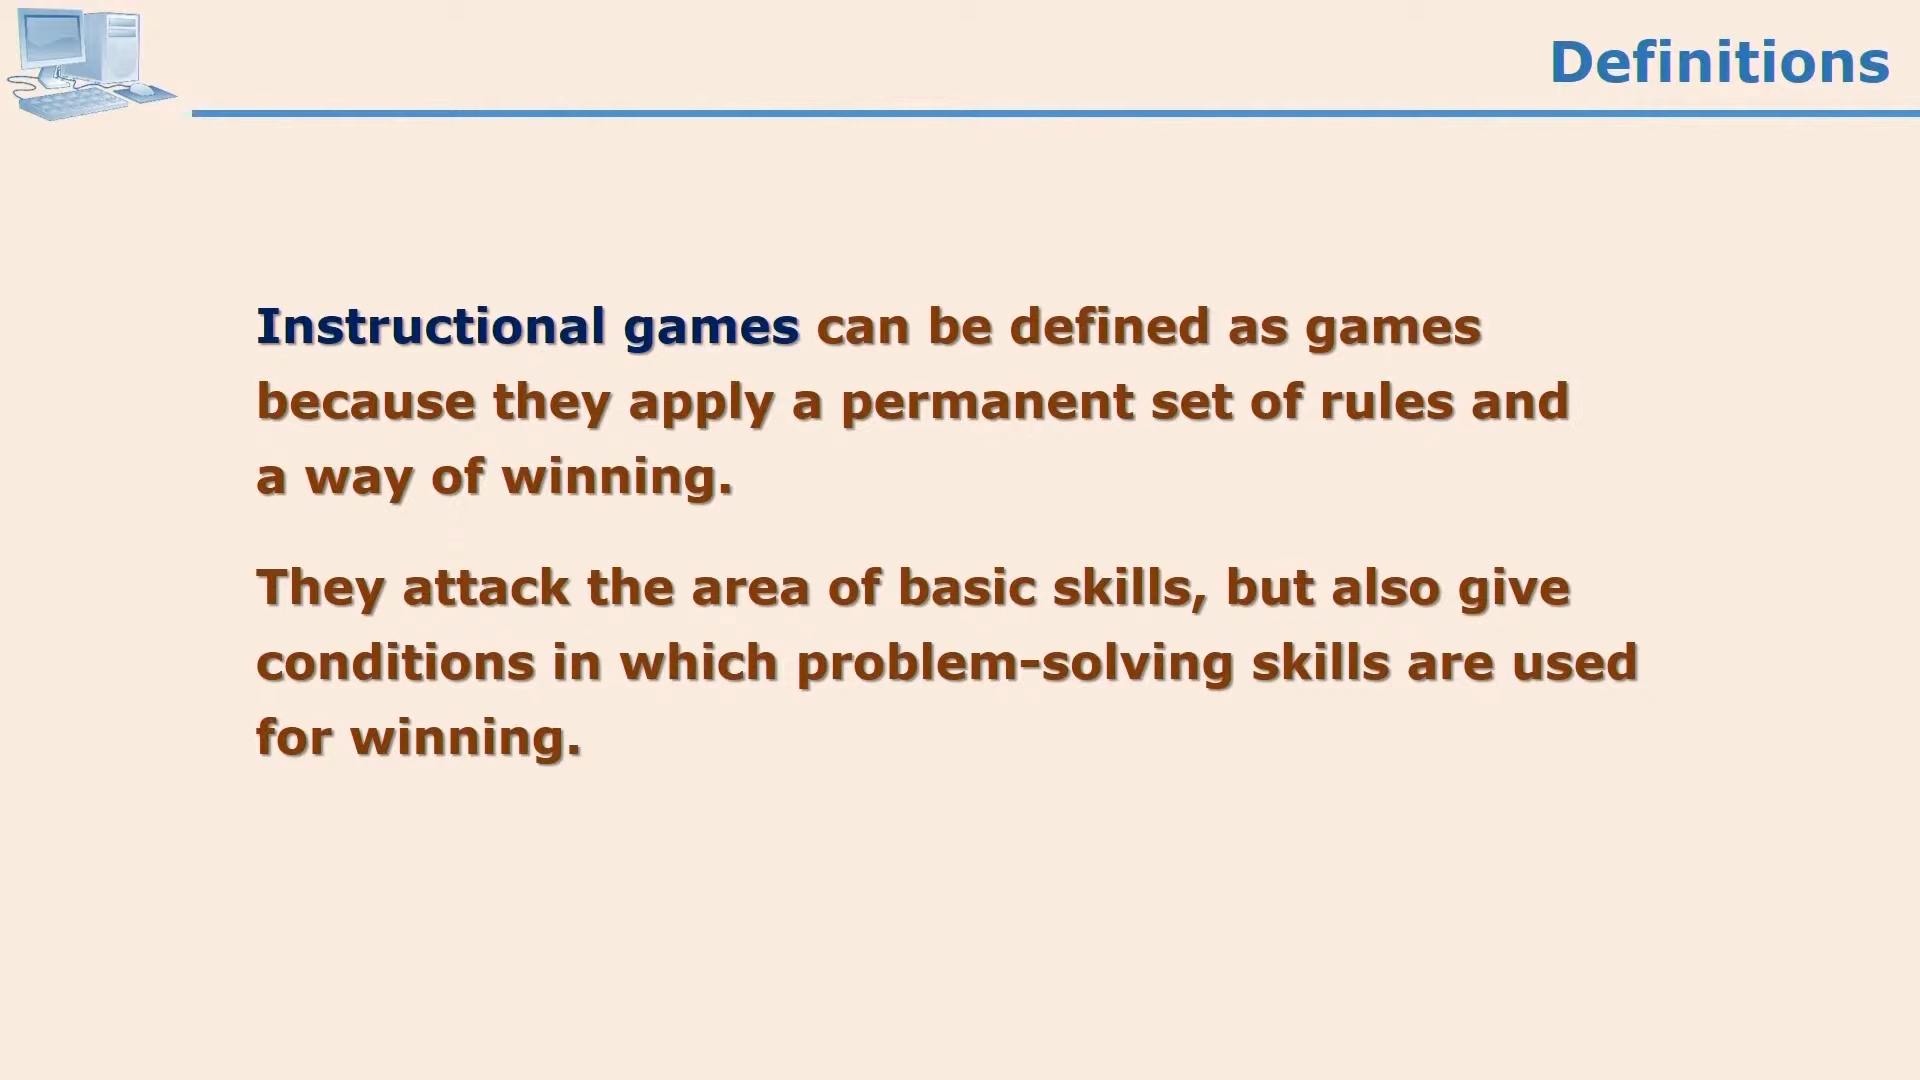 Definitions
Instructional games can be defined as games
because they apply a permanent set of rules and
a way of winning.
They attack the area of basic skills, but also give
conditions in which problem-solving skills are used
for winning.